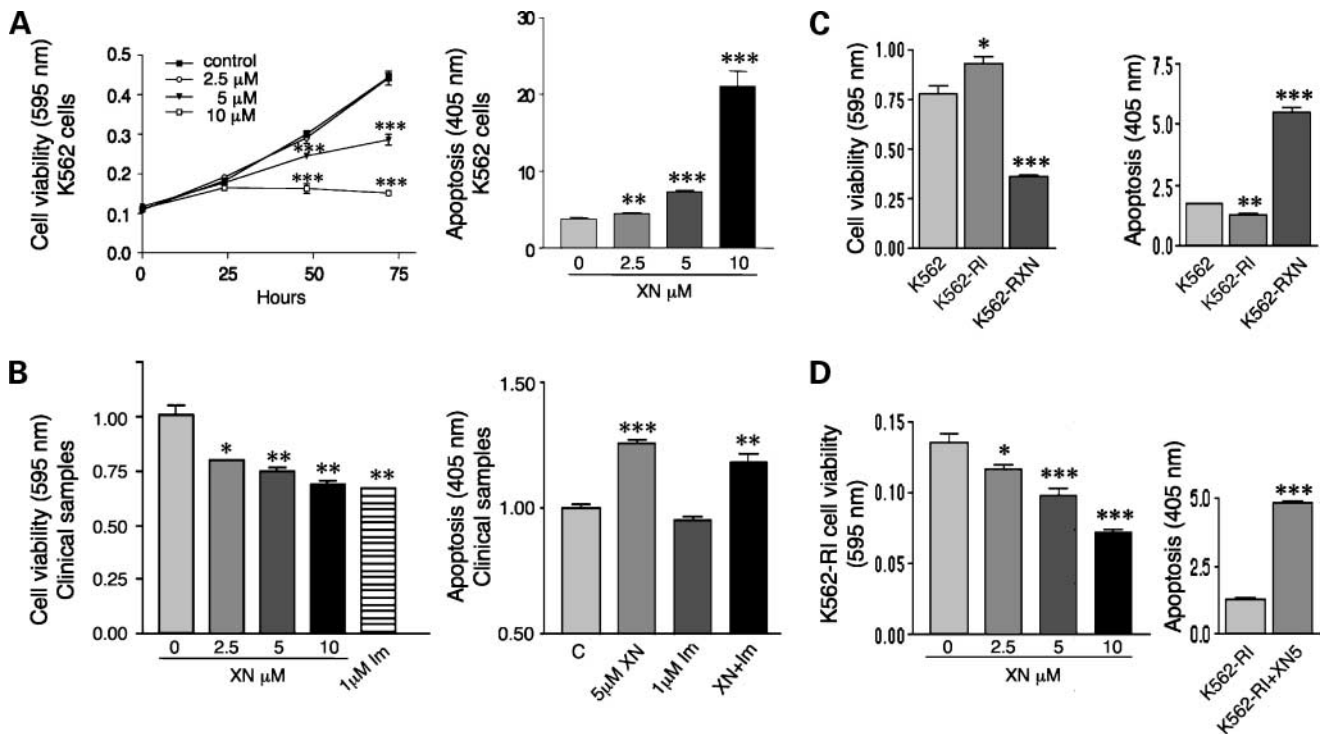 A
Cell viability (595 nm)
K562 cells
0.5
0.4
0.3
0.2
0.1
0.0
control
2.5 μM
5 μM
10 μM
***
***
***
***
0
25
50
75
Hours
Apoptosis (405 nm)
K562 cells
30
20
10
0
**
***
***
0 2.5 5 10
XN μM
C
Cell viability (595 nm)
1.00
0.75
0.50
0.25
0.00
*
***
K562
K562-RI
K562-RXN
Apoptosis (405 nm)
7.5
5.0
2.5
0.0
**
***
K562
K562-RI
K562-RXN
B
Cell viability (595 nm)
Clinical samples
1.00
0.75
0.50
0.25
0.00
*
**
**
**
0 2.5 5 10
XN μM
1μM Im
Apoptosis (405 nm)
Clinical samples
1.50
1.00
0.50
***
**
C
5μM XN
1μM Im
XN+Im
D
K562-RI cell viability
(595 nm)
0.15
0.10
0.05
0.00
*
***
***
0 2.5 5 10
XN μM
Apoptosis (405 nm)
5.0
2.5
0.0
***
K562-RI
K562-RI+XN5